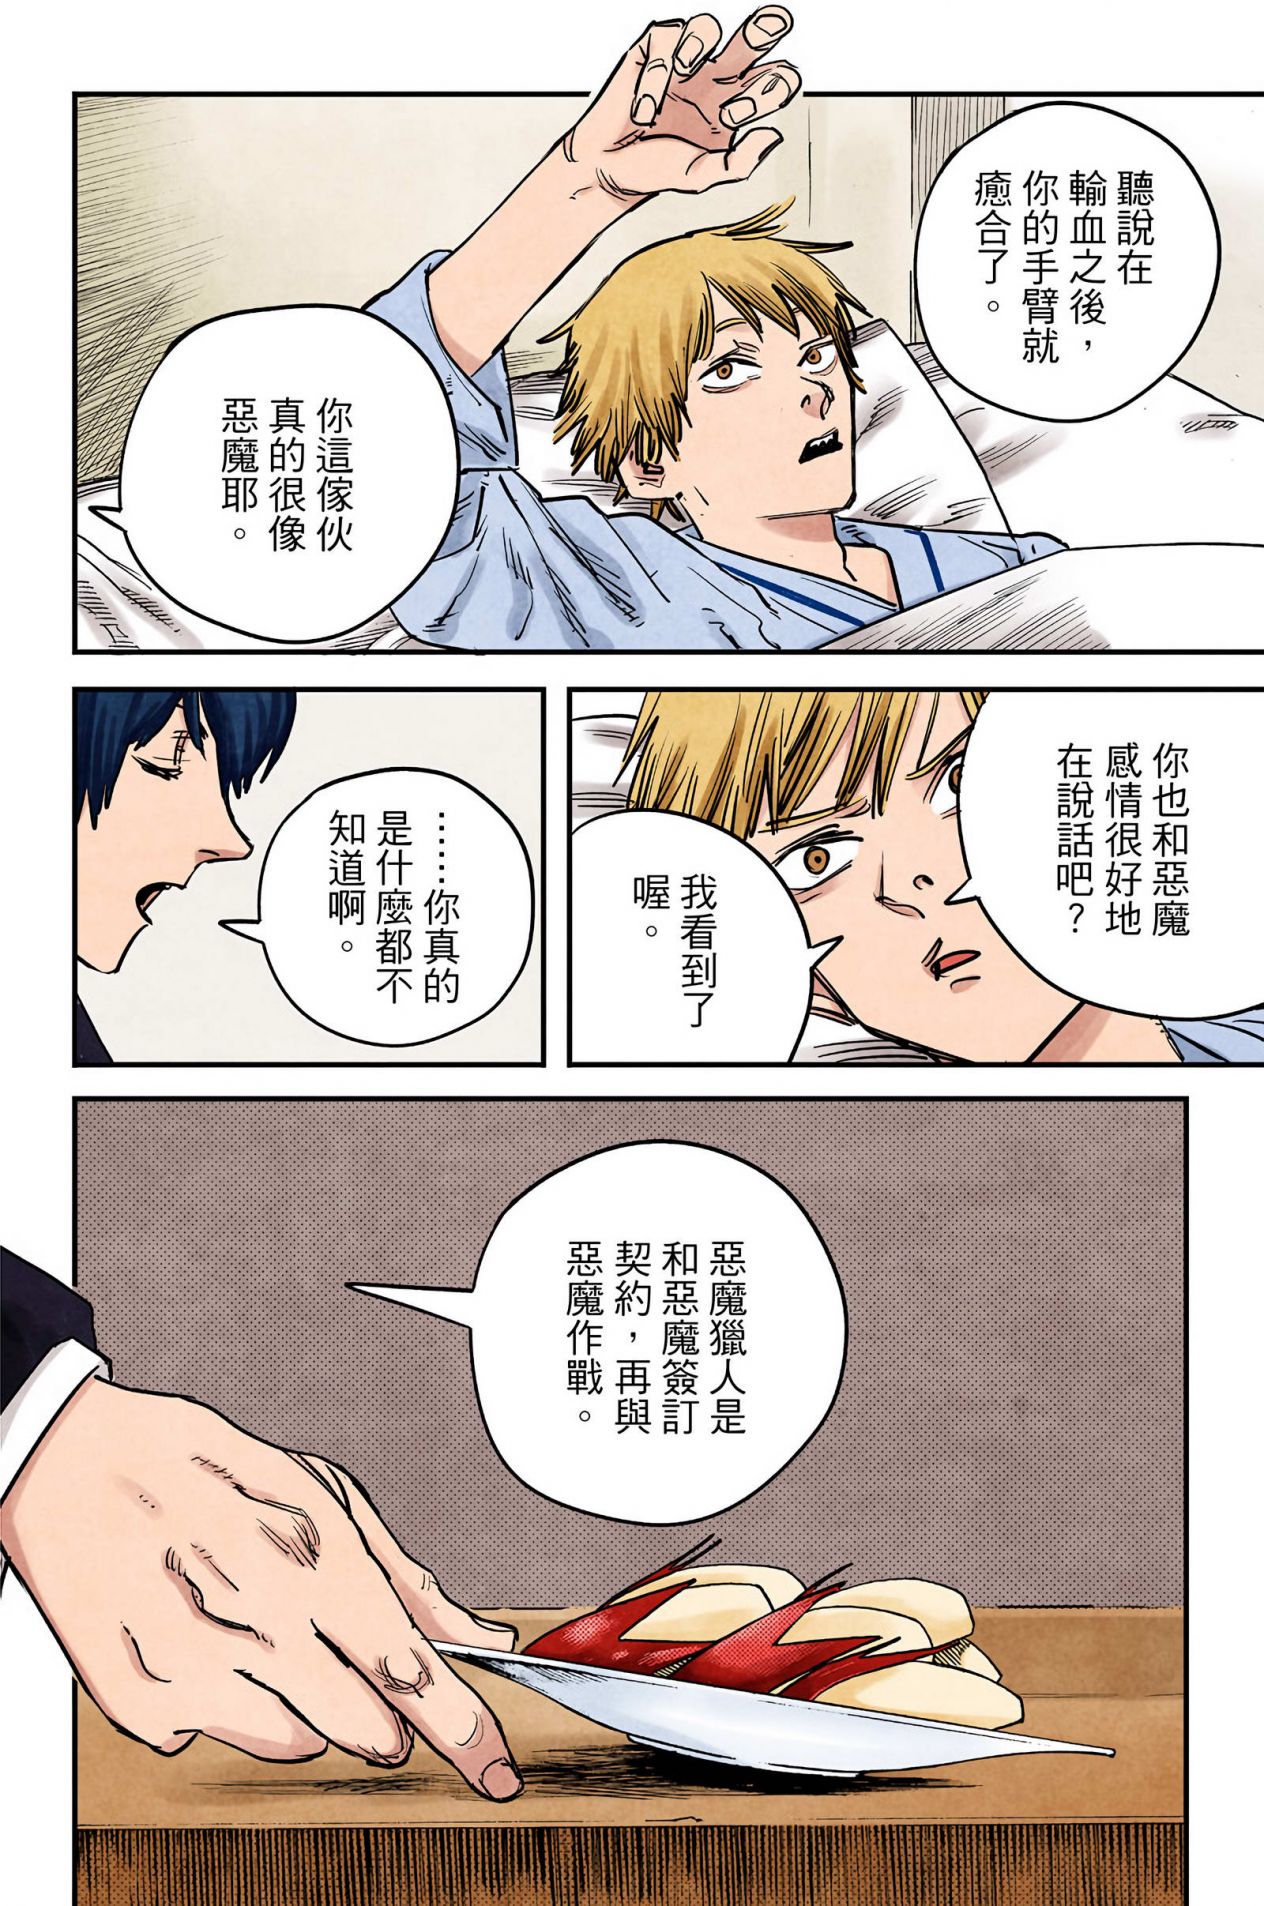 聽說在
輸血之後，
你的手臂就
癒合了。
你這傢伙
真的很像
惡魔耶。
你也和惡魔
感情很好地
在說話吧？
我看到了
喔。
……你真的
是什麼都不
知道啊。
惡魔獵人是
和惡魔簽訂
契約，再與
惡魔作戰。